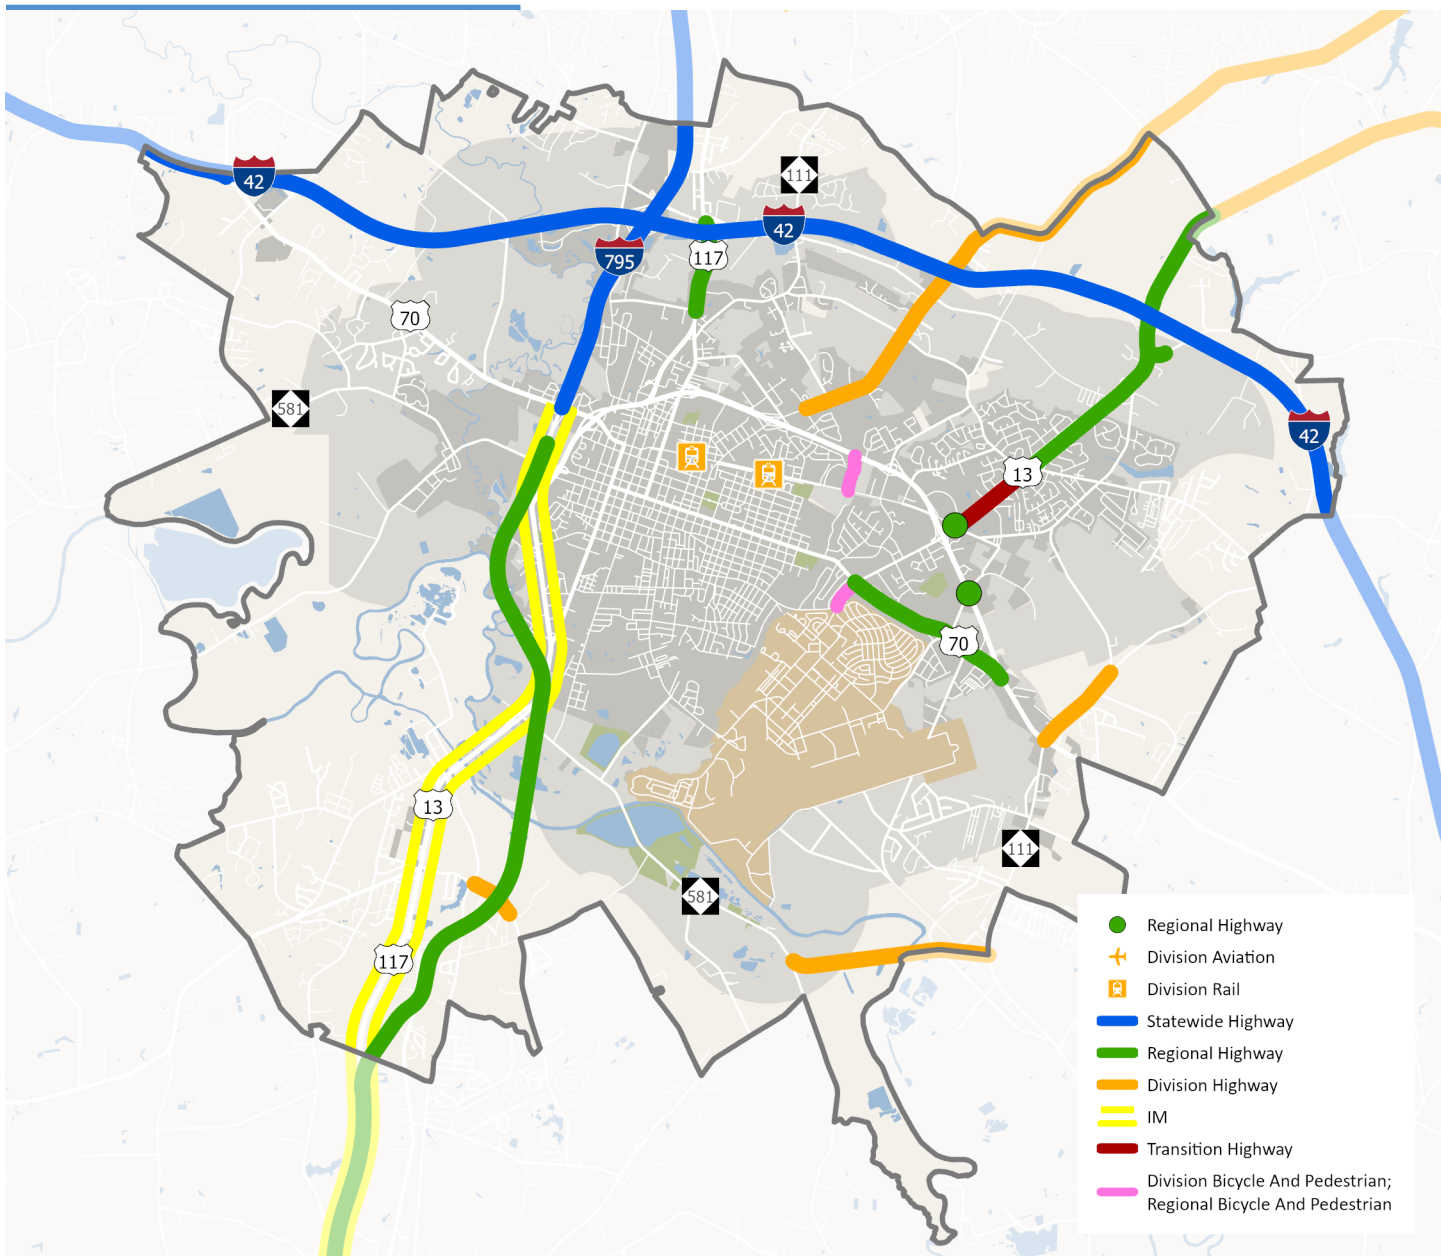 111
42
42
117
795
70
581
42
13
70
13
111
581
117
Regional Highway
Division Aviation
Division Rail
Statewide Highway
Regional Highway
Division Highway
IM
Transition Highway
Division Bicycle And Pedestrian;
Regional Bicycle And Pedestrian